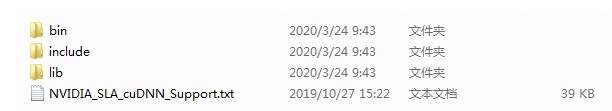 bin 2020/3/24 9:43 文件夹
include 2020/3/24 9:43 文件夹
lib 2020/3/24 9:43 文件夹
NVIDIA_SLA_cuDNN_Support.txt 2019/10/27 15:22 文本文档 39 KB